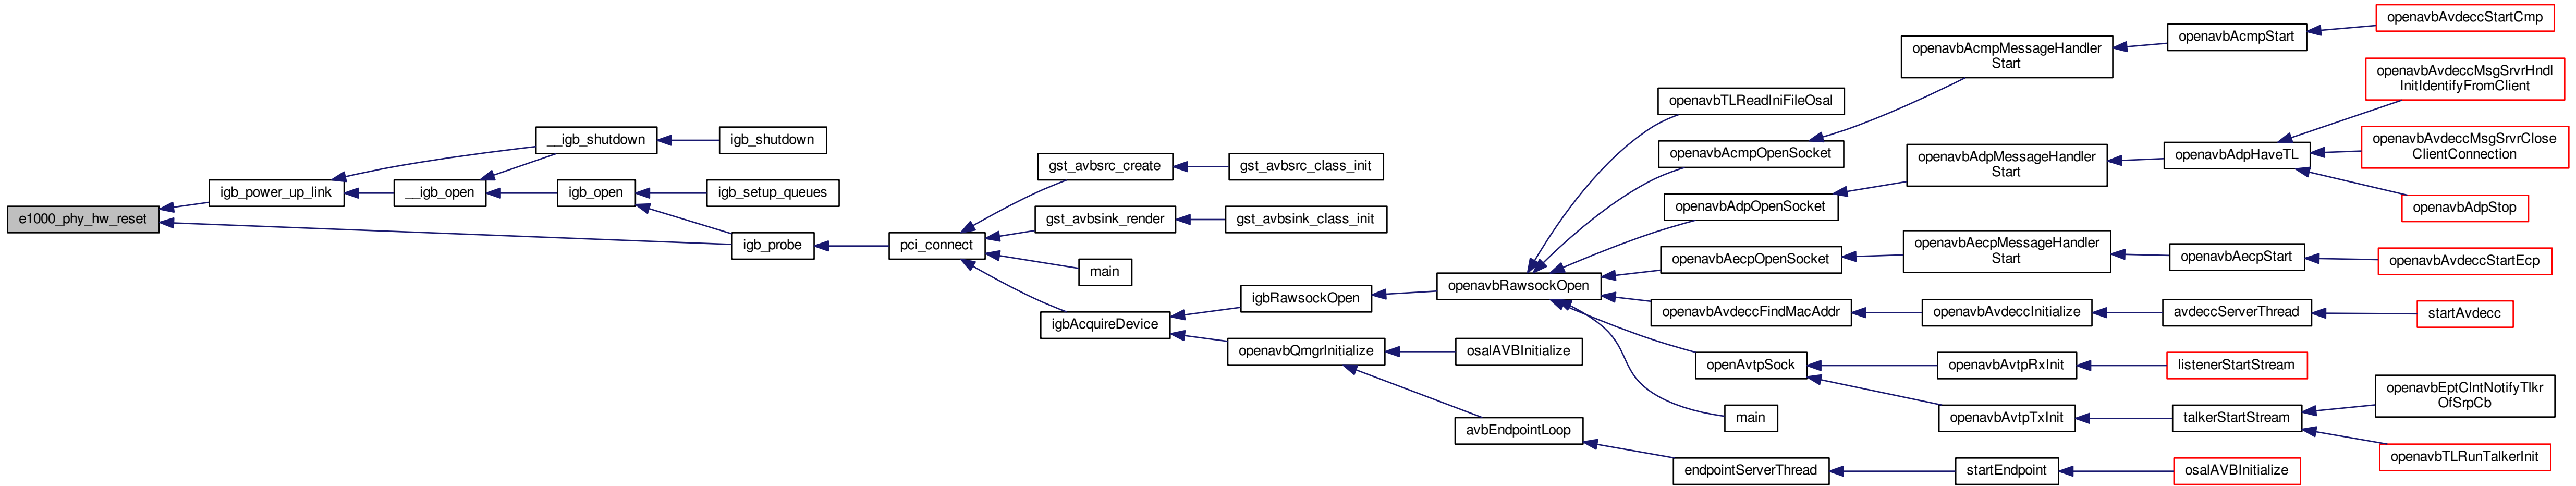 e1000_phy_hw_reset
igb_power_up_link
__igb_shutdown
igb_shutdown
__igb_open
igb_open
igb_setup_queues
igb_probe
pci_connect
gst_avbsrc_create
gst_avbsrc_class_init
gst_avbsink_render
gst_avbsink_class_init
main
igbAcquireDevice
igbRawsockOpen
openavbQmgrInitialize
osalAVBInitialize
avbEndpointLoop
openavbRawsockOpen
openavbTLReadIniFileOsal
openavbAcmpOpenSocket
openavbAcmpMessageHandler
Start
openavbAcmpStart
openavbAvdeccStartCmp
openavbAdpOpenSocket
openavbAdpMessageHandler
Start
openavbAdpHaveTL
openavbAvdeccMsgSrvrHndl
InitIdentifyFromClient
openavbAvdeccMsgSrvrClose
ClientConnection
openavbAdpStop
openavbAecpOpenSocket
openavbAecpMessageHandler
Start
openavbAecpStart
openavbAvdeccStartEcp
openavbAvdeccFindMacAddr
openavbAvdeccInitialize
avdeccServerThread
startAvdecc
openAvtpSock
openavbAvtpRxInit
listenerStartStream
main
openavbAvtpTxInit
talkerStartStream
openavbEptClntNotifyTlkr
OfSrpCb
openavbTLRunTalkerInit
endpointServerThread
startEndpoint
osalAVBInitialize